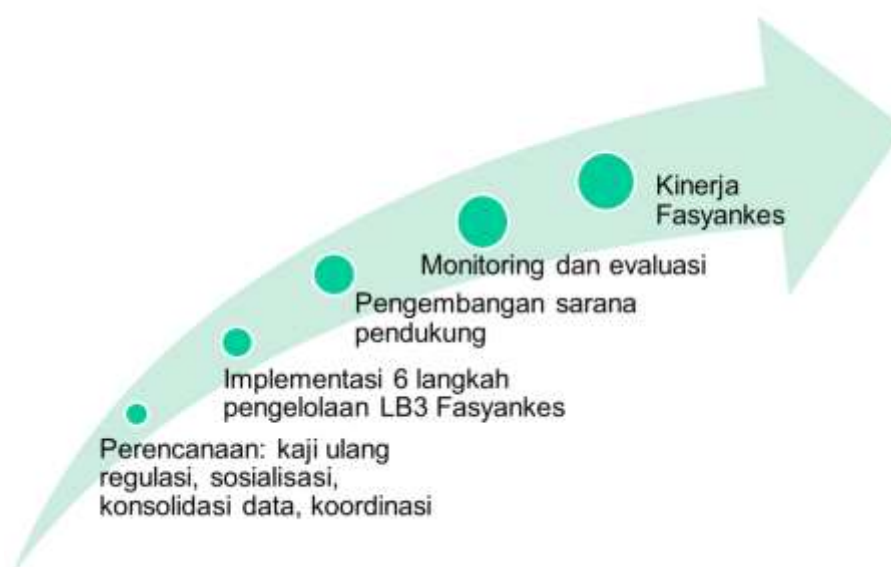 Kinerja
Fasyankes
Monitoring dan evaluasi
Pengembangan sarana
pendukung
Implementasi 6 langkah
pengelolaan LB3 Fasyankes
Perencanaan: kaji ulang
regulasi, sosialisasi,
konsolidasi data, koordinasi